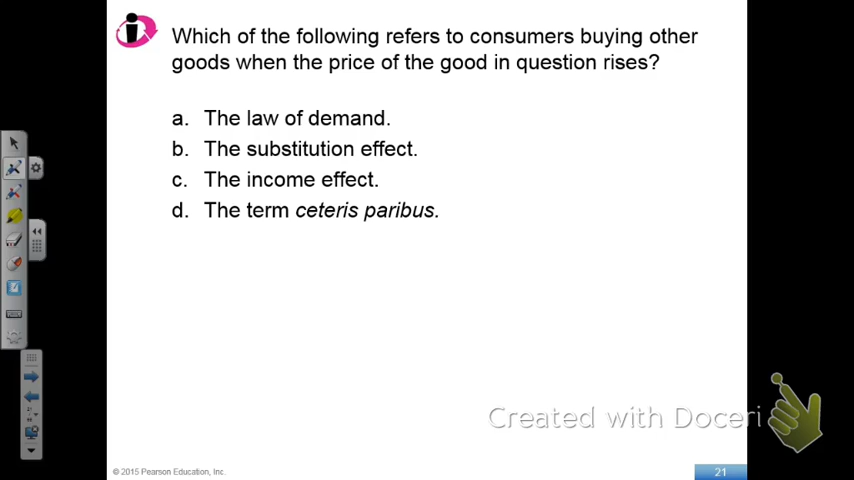 Which of the following refers to consumers buying other
goods when the price of the good in question rises?
a. The law of demand.
b. The substitution effect.
c. The income effect.
d. The term ceteris paribus.
Created with Doceri
© 2015 Pearson Education, Inc.
21